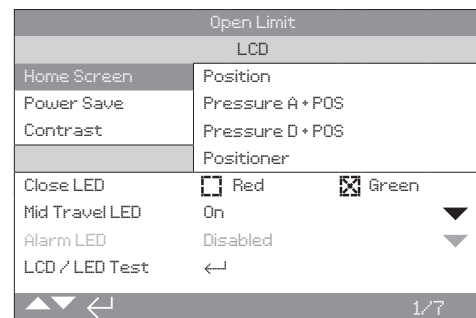 Open Limit
LCD
Home Screen Position
Power Save Pressure A + POS
Contrast Pressure D + POS
Positioner
Close LED Red Green
Mid Travel LED On
Alarm LED Disabled
LCD / LED Test
1/7